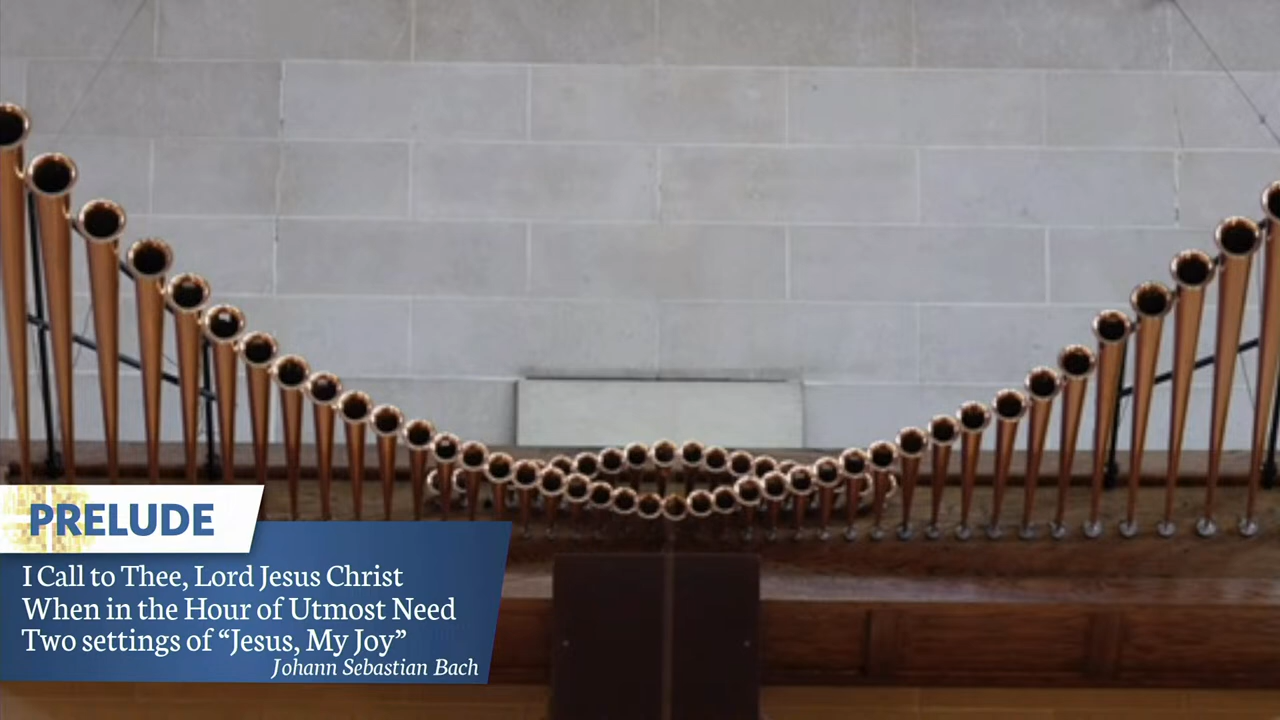 PRELUDE
I Call to Thee, Lord Jesus Christ
When in the Hour of Utmost Need
Two settings of “Jesus, My Joy”
Johann Sebastian Bach